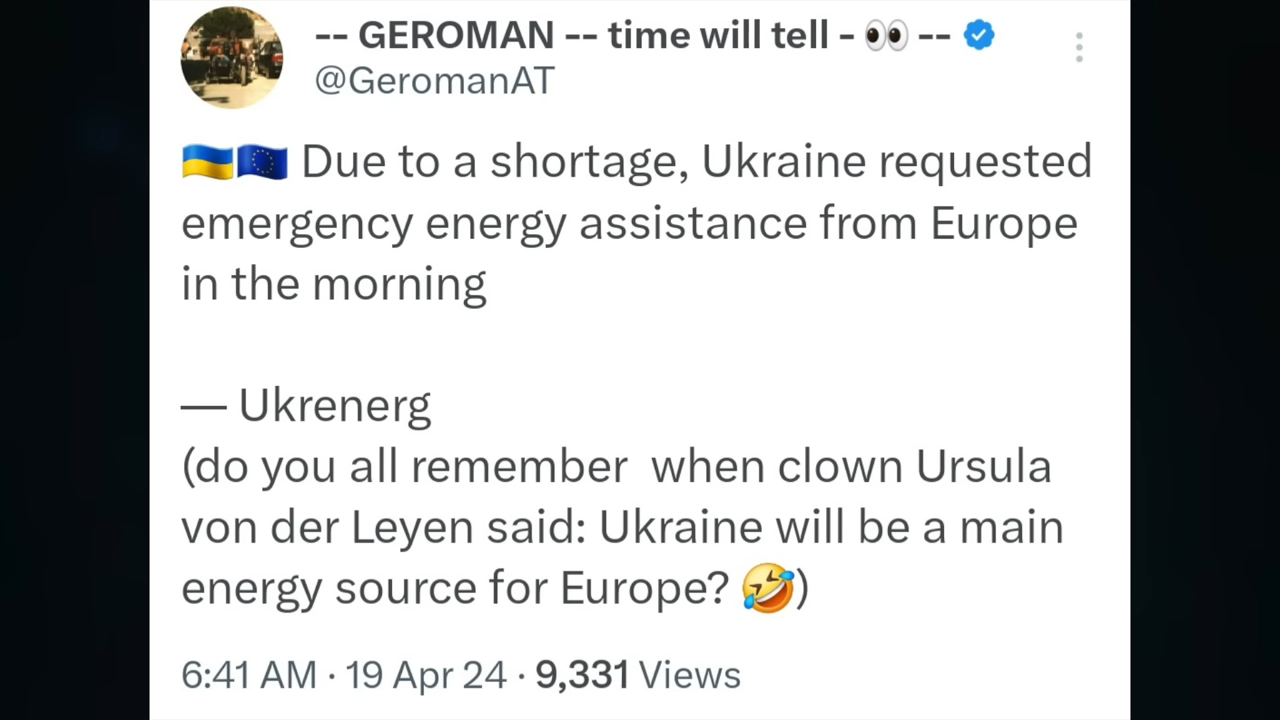 -- GEROMAN -- time will tell - 👀 --
@GeromanAT
🇺🇦🇪🇺 Due to a shortage, Ukraine requested
emergency energy assistance from Europe
in the morning
— Ukrenerg
(do you all remember  when clown Ursula
von der Leyen said: Ukraine will be a main
energy source for Europe? 🤣)
6:41 AM · 19 Apr 24 · 9,331 Views